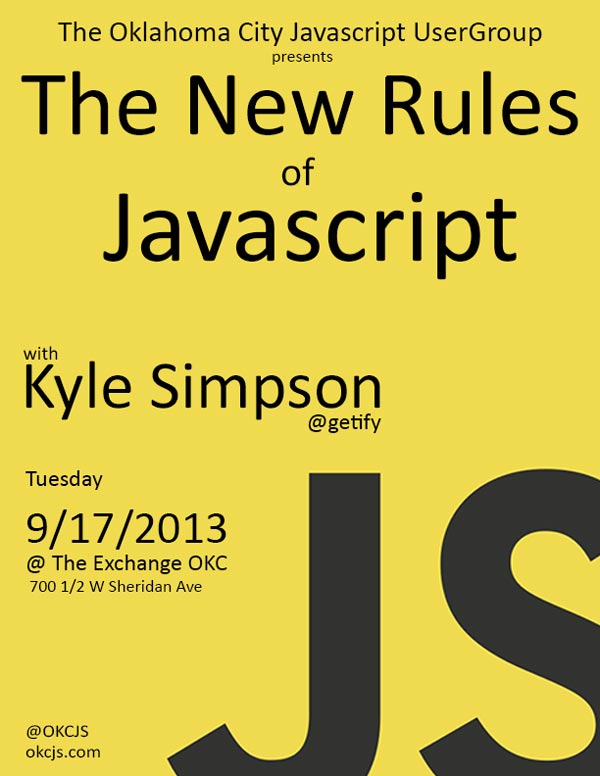 The Oklahoma City Javascript UserGroup
presents
The New Rules
of
Javascript
with
Kyle Simpson
@getify
Tuesday
9/17/2013
@ The Exchange OKC
700 1/2 W Sheridan Ave
JS
@OKCJS
okcjs.com